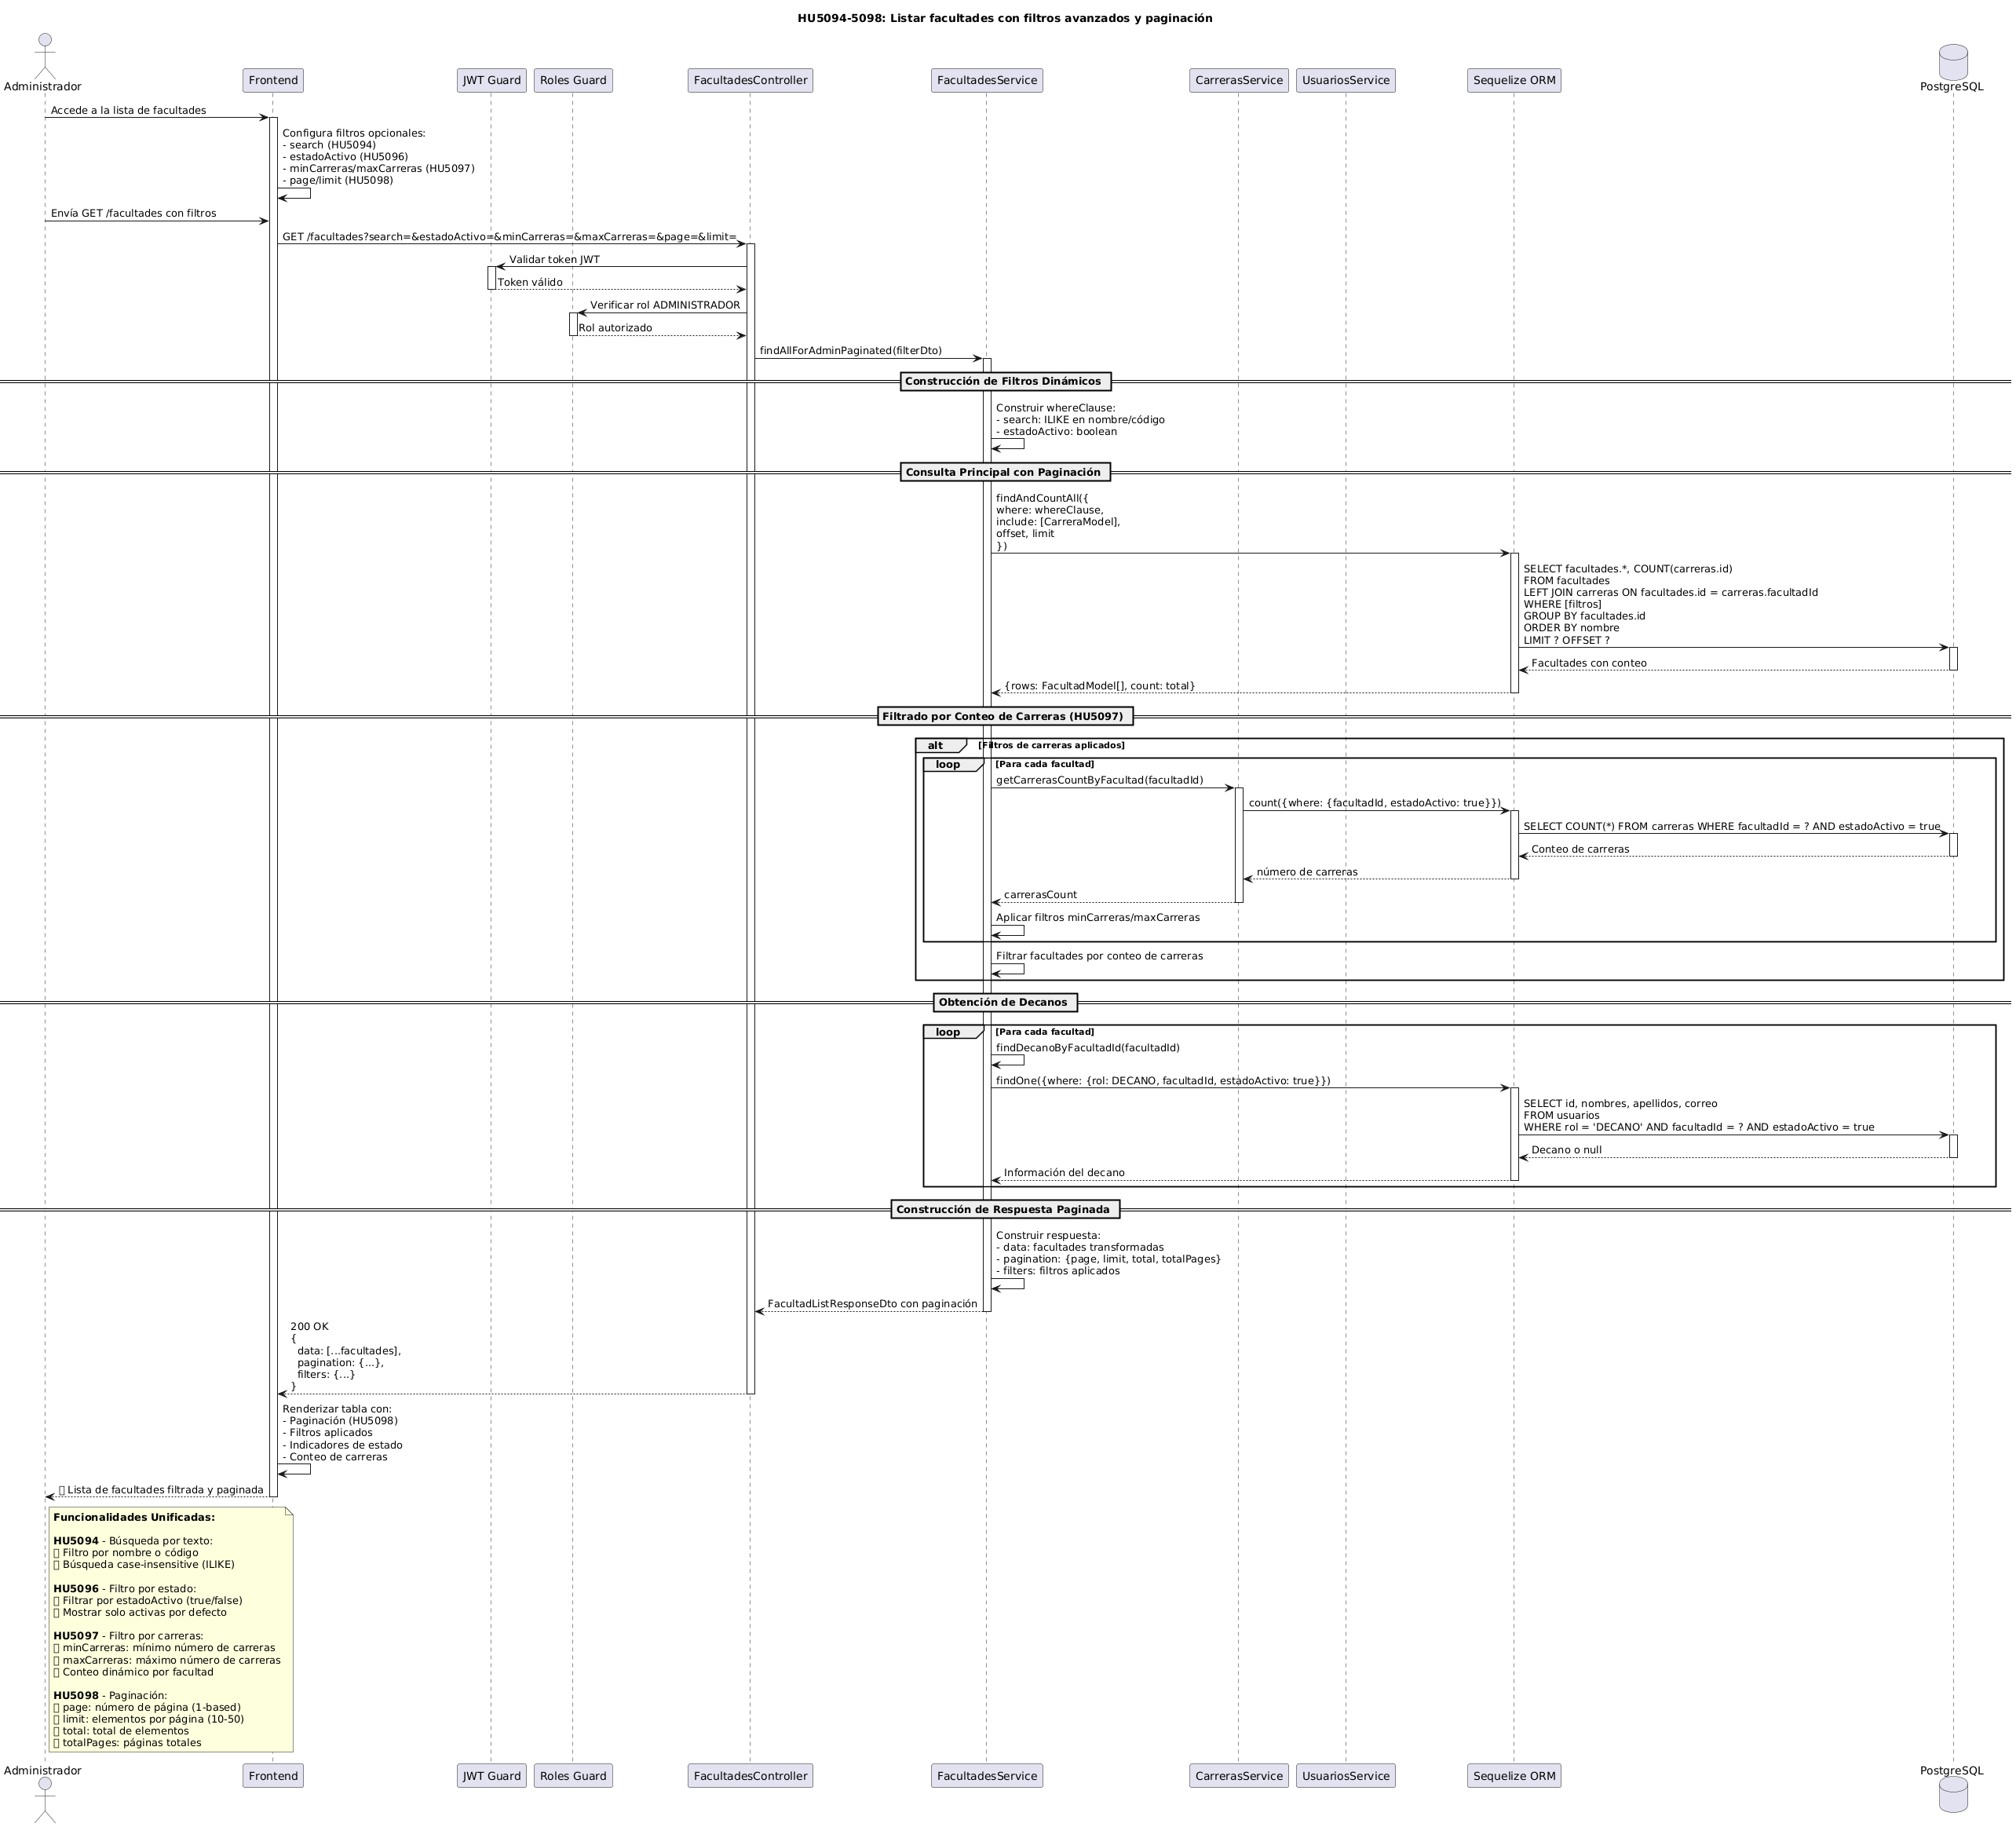 HU5094-5098: Listar facultades con filtros avanzados y paginación
Administrador
Frontend
JWT Guard
Roles Guard
FacultadesController
FacultadesService
CarrerasService
UsuariosService
Sequelize ORM
PostgreSQL
Accede a la lista de facultades
Configura filtros opcionales:
- search (HU5094)
- estadoActivo (HU5096)
- minCarreras/maxCarreras (HU5097)
- page/limit (HU5098)
Envía GET /facultades con filtros
GET /facultades?search=&estadoActivo=&minCarreras=&maxCarreras=&page=&limit=
Validar token JWT
Token válido
Verificar rol ADMINISTRADOR
Rol autorizado
findAllForAdminPaginated(filterDto)
Construcción de Filtros Dinámicos
Construir whereClause:
- search: ILIKE en nombre/código
- estadoActivo: boolean
Consulta Principal con Paginación
findAndCountAll({
where: whereClause,
include: [CarreraModel],
offset, limit
})
SELECT facultades.*, COUNT(carreras.id)
FROM facultades
LEFT JOIN carreras ON facultades.id = carreras.facultadId
WHERE [filtros]
GROUP BY facultades.id
ORDER BY nombre
LIMIT ? OFFSET ?
Facultades con conteo
{rows: FacultadModel[], count: total}
Filtrado por Conteo de Carreras (HU5097)
alt [Filtros de carreras aplicados]
loop [Para cada facultad]
getCarrerasCountByFacultad(facultadId)
count({where: {facultadId, estadoActivo: true}})
SELECT COUNT(*) FROM carreras WHERE facultadId = ? AND estadoActivo = true
Conteo de carreras
número de carreras
carrerasCount
Aplicar filtros minCarreras/maxCarreras
Filtrar facultades por conteo de carreras
Obtención de Decanos
loop [Para cada facultad]
findDecanoByFacultadId(facultadId)
findOne({where: {rol: DECANO, facultadId, estadoActivo: true}})
SELECT id, nombres, apellidos, correo
FROM usuarios
WHERE rol = 'DECANO' AND facultadId = ? AND estadoActivo = true
Decano o null
Información del decano
Construcción de Respuesta Paginada
Construir respuesta:
- data: facultades transformadas
- pagination: {page, limit, total, totalPages}
- filters: filtros aplicados
FacultadListResponseDto con paginación
200 OK
{
data: [...facultades],
pagination: {...},
filters: {...}
}
Renderizar tabla con:
- Paginación (HU5098)
- Filtros aplicados
- Indicadores de estado
- Conteo de carreras
Lista de facultades filtrada y paginada
Funcionalidades Unificadas:
HU5094 - Búsqueda por texto:
Filtro por nombre o código
Búsqueda case-insensitive (ILIKE)
HU5096 - Filtro por estado:
Filtrar por estadoActivo (true/false)
Mostrar solo activas por defecto
HU5097 - Filtro por carreras:
minCarreras: mínimo número de carreras
maxCarreras: máximo número de carreras
Conteo dinámico por facultad
HU5098 - Paginación:
page: número de página (1-based)
limit: elementos por página (10-50)
total: total de elementos
totalPages: páginas totales
Administrador
Frontend
JWT Guard
Roles Guard
FacultadesController
FacultadesService
CarrerasService
UsuariosService
Sequelize ORM
PostgreSQL